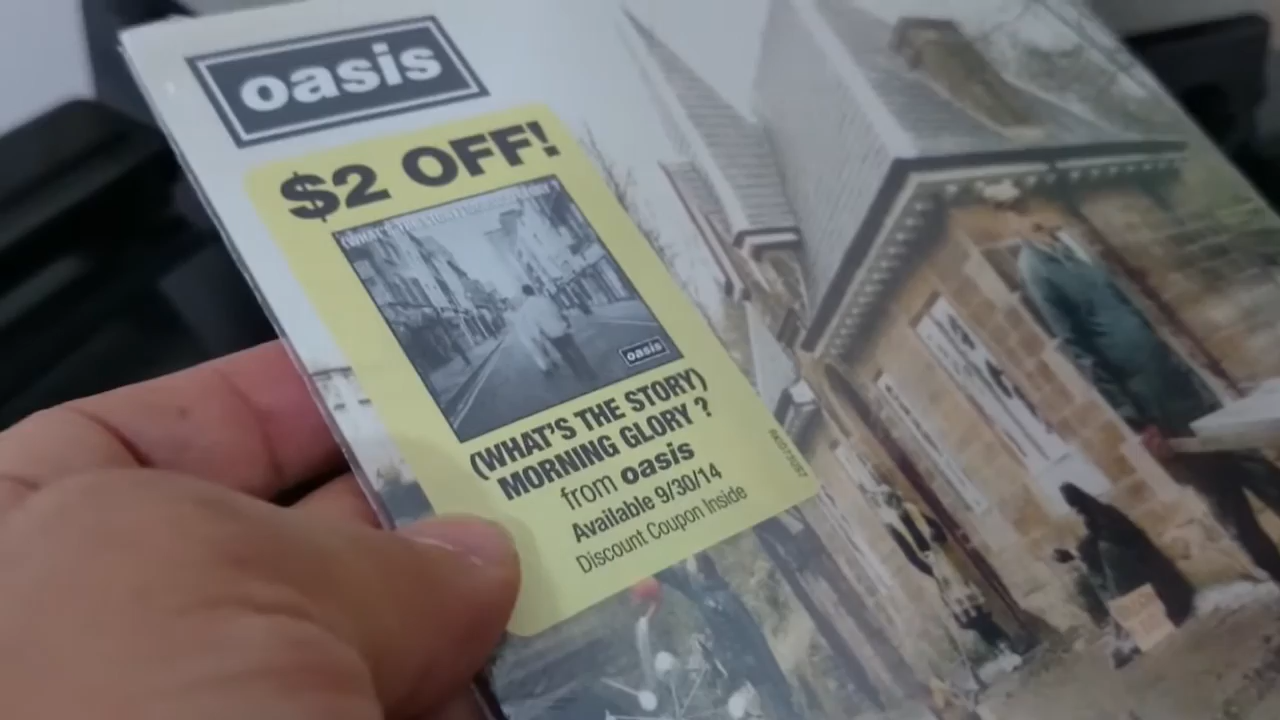 oasis
$2 OFF!
oasis
(WHAT'S THE STORY)
MORNING GLORY ?
from oasis
Available 9/30/14
Discount Coupon Inside